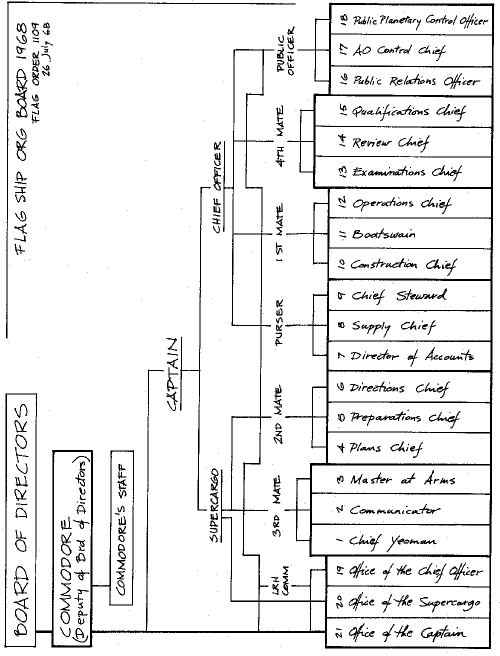 FLAG SHIP ORG BOARD 1968
FLAG ORDER 1109
26 July 68
BOARD OF DIRECTORS
COMMODORE
(Deputy of Brd of Directors)
COMMODORE'S STAFF
CAPTAIN
SUPERCARGO
CHIEF OFFICER
LRH
COMM
3RD MATE
2ND MATE
PURSER
1ST MATE
4TH MATE
PUBLIC
OFFICER
21 Office of the Captain
20 Office of the Supercargo
19 Office of the Chief Officer
1 Chief Yeoman
2 Communicator
3 Master at Arms
4 Plans Chief
5 Preparations Chief
6 Directions Chief
7 Director of Accounts
8 Supply Chief
9 Chief Steward
10 Construction Chief
11 Boatswain
12 Operations Chief
13 Examinations Chief
14 Review Chief
15 Qualifications Chief
16 Public Relations Officer
17 AO Control Chief
18 Public Planetary Control Officer